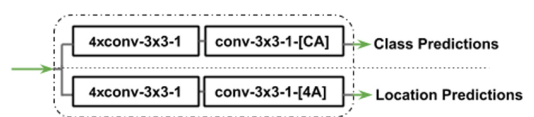 4xconv-3x3-1 conv-3x3-1-[CA] Class Predictions
4xconv-3x3-1 conv-3x3-1-[4A] Location Predictions